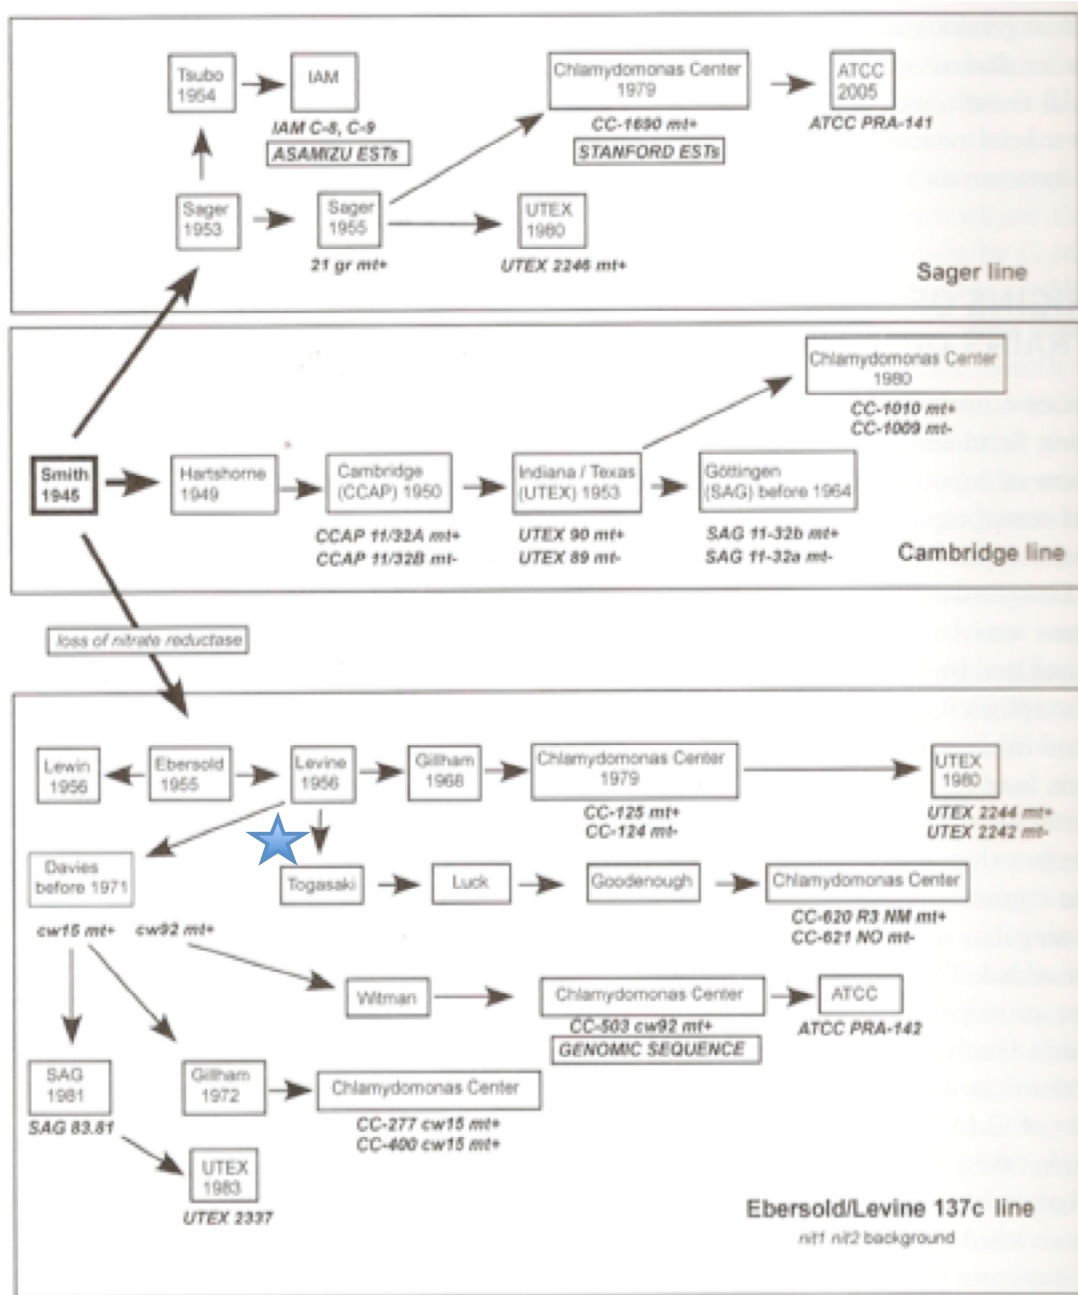 Tsubo
1954
IAM
IAM C-8, C-9
ASAMIZU ESTs
Chlamydomonas Center
1979
CC-1690 mt+
STANFORD ESTs
ATCC
2005
ATCC PRA-141
Sager
1953
Sager
1955
21 gr mt+
UTEX
1980
UTEX 2246 mt+
Sager line
Chlamydomonas Center
1980
CC-1010 mt+
CC-1009 mt-
Smith
1945
Hartshorne
1949
Cambridge
(CCAP) 1950
CCAP 11/32A mt+
CCAP 11/32B mt-
Indiana / Texas
(UTEX) 1953
UTEX 90 mt+
UTEX 89 mt-
Göttingen
(SAG) before 1964
SAG 11-32b mt+
SAG 11-32a mt-
Cambridge line
loss of nitrate reductase
Lewin
1956
Ebersold
1955
Levine
1956
Gillham
1968
Chlamydomonas Center
1979
CC-125 mt+
CC-124 mt-
UTEX
1980
UTEX 2244 mt+
UTEX 2242 mt-
Davies
before 1971
cw15 mt+ cw92 mt+
Togasaki
Luck
Goodenough
Chlamydomonas Center
CC-620 R3 NM mt+
CC-621 NO mt-
Witman
Chlamydomonas Center
CC-503 cw92 mt+
GENOMIC SEQUENCE
ATCC
ATCC PRA-142
SAG
1981
SAG 83.81
Gillham
1972
Chlamydomonas Center
CC-277 cw15 mt+
CC-400 cw15 mt+
UTEX
1983
UTEX 2337
Ebersold/Levine 137c line
nit1 nit2 background